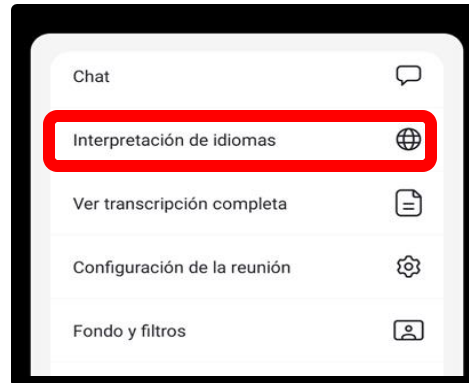 Chat
Interpretación de idiomas
Ver transcripción completa
Configuración de la reunión
Fondo y filtros